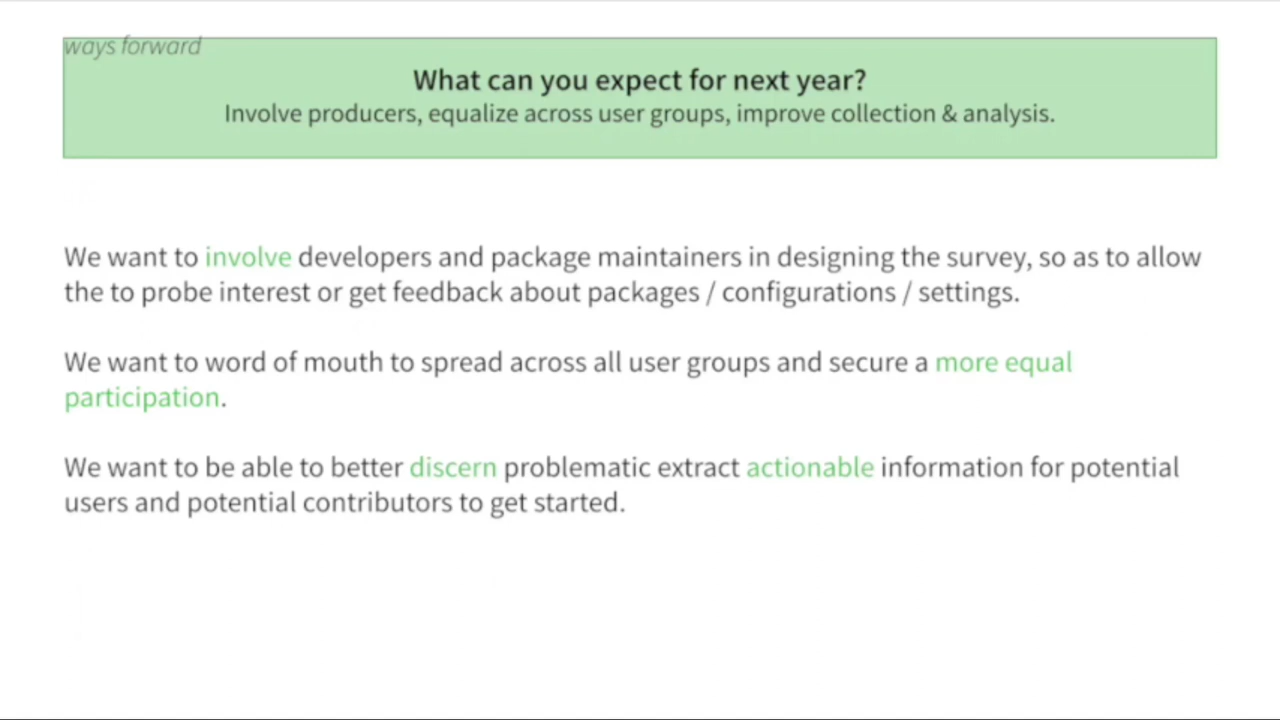 ways forward
What can you expect for next year?
Involve producers, equalize across user groups, improve collection & analysis.
We want to involve developers and package maintainers in designing the survey, so as to allow
the to probe interest or get feedback about packages / configurations / settings.
We want to word of mouth to spread across all user groups and secure a more equal
participation.
We want to be able to better discern problematic extract actionable information for potential
users and potential contributors to get started.